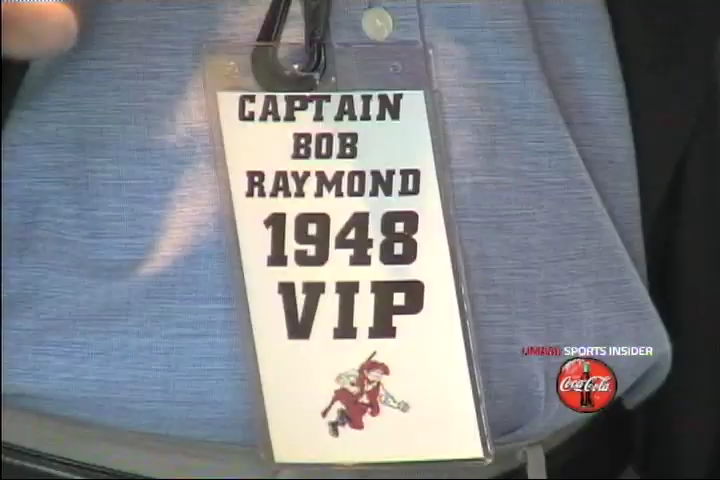 CAPTAIN
BOB
RAYMOND
1948
VIP
UMASS SPORTS INSIDER
Coca-Cola